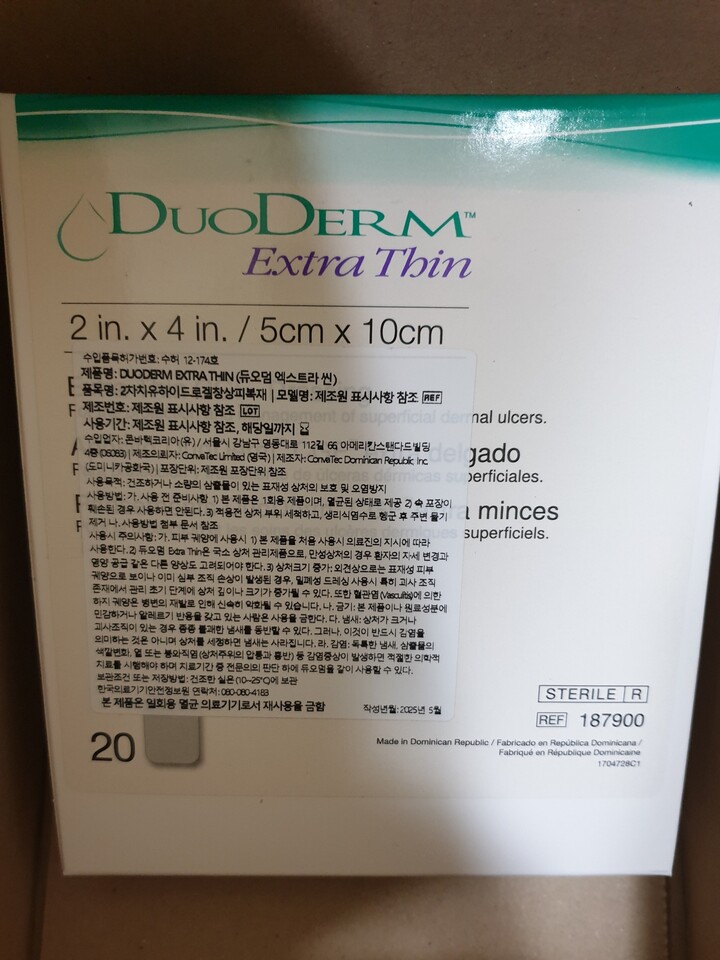 DUODERM™
Extra Thin
2 in. x 4 in. / 5cm x 10cm
수입품목허가번호: 수허 12-174호
제품명: DUODERM EXTRA THIN (듀오덤 엑스트라 씬)
품목명: 2차치유하이드로겔창상피복재 | 모델명: 제조원 표시사항 참조 REF
제조번호: 제조원 표시사항 참조 LOT
사용기간: 제조원 표시사항 참조, 해당일까지
수입업자: 콘바텍코리아(유) / 서울시 강남구 영동대로 112길 66 아메리칸스탠다드빌딩
4층 (06083) | 제조의뢰자: ConvaTec Limited (영국) | 제조자: ConvaTec Dominican Republic Inc.
(도미니카공화국) | 포장단위: 제조원 포장단위 참조
사용목적: 건조하거나 소량의 삼출물이 있는 표재성 상처의 보호 및 오염방지
사용방법: 가. 사용 전 준비사항 1) 본 제품은 1회용 제품이며, 멸균된 상태로 제공 2) 속 포장이
훼손된 경우 사용하면 안된다. 3) 적용전 상처 부위 세척하고, 생리식염수로 헹군 후 주변 물기
제거 나. 사용방법 첨부 문서 참조
사용시 주의사항: 가. 피부 궤양에 사용시 1) 본 제품을 처음 사용시 의료진의 지시에 따라
사용한다. 2) 듀오덤 Extra Thin은 국소 상처 관리제품으로, 만성상처의 경우 환자의 자세 변경과
영양 공급 같은 다른 양상도 고려되어야 한다. 3) 상처크기 증가: 외견상으로는 표재성 피부
궤양으로 보이나 이미 심부 조직 손상이 발생된 경우, 밀폐성 드레싱 사용시 특히 괴사 조직
존재에서 관리 초기 단계에 상처 깊이나 크기가 증가될 수 있다. 또한 혈관염 (Vasculitis)에 의한
하지 궤양은 병변의 재발로 인해 신속히 악화될 수 있습니다. 나. 금기: 본 제품이나 원료성분에
민감하거나 알레르기 반응을 갖고 있는 사람은 사용을 금한다. 다. 냄새: 상처가 크거나
괴사조직이 있는 경우 종종 불쾌한 냄새를 동반할 수 있다. 그러나, 이것이 반드시 감염을
의미하는 것은 아니며 상처를 세정하면 냄새는 사라집니다. 라. 감염: 독특한 냄새, 삼출물의
색깔변화, 열 또는 봉와직염 (상처주위의 압통과 홍반) 등 감염증상이 발생하면 적절한 의학적
치료를 시행해야 하며 치료기간 중 전문의의 판단 하에 듀오덤을 같이 사용할 수 있다.
보관조건 또는 저장방법: 건조한 실온 (10~25℃)에 보관
한국의료기기안전정보원 연락처: 080-080-4183
본 제품은 일회용 멸균 의료기기로서 재사용을 금함 작성년월: 2025년 5월
management of superficial dermal ulcers.
delgado
de úlceras dérmicas superficiales.
minces
superficiels.
STERILE R
REF 187900
20
Made in Dominican Republic / Fabricado en República Dominicana /
Fabriqué en République Dominicaine
1704728C1